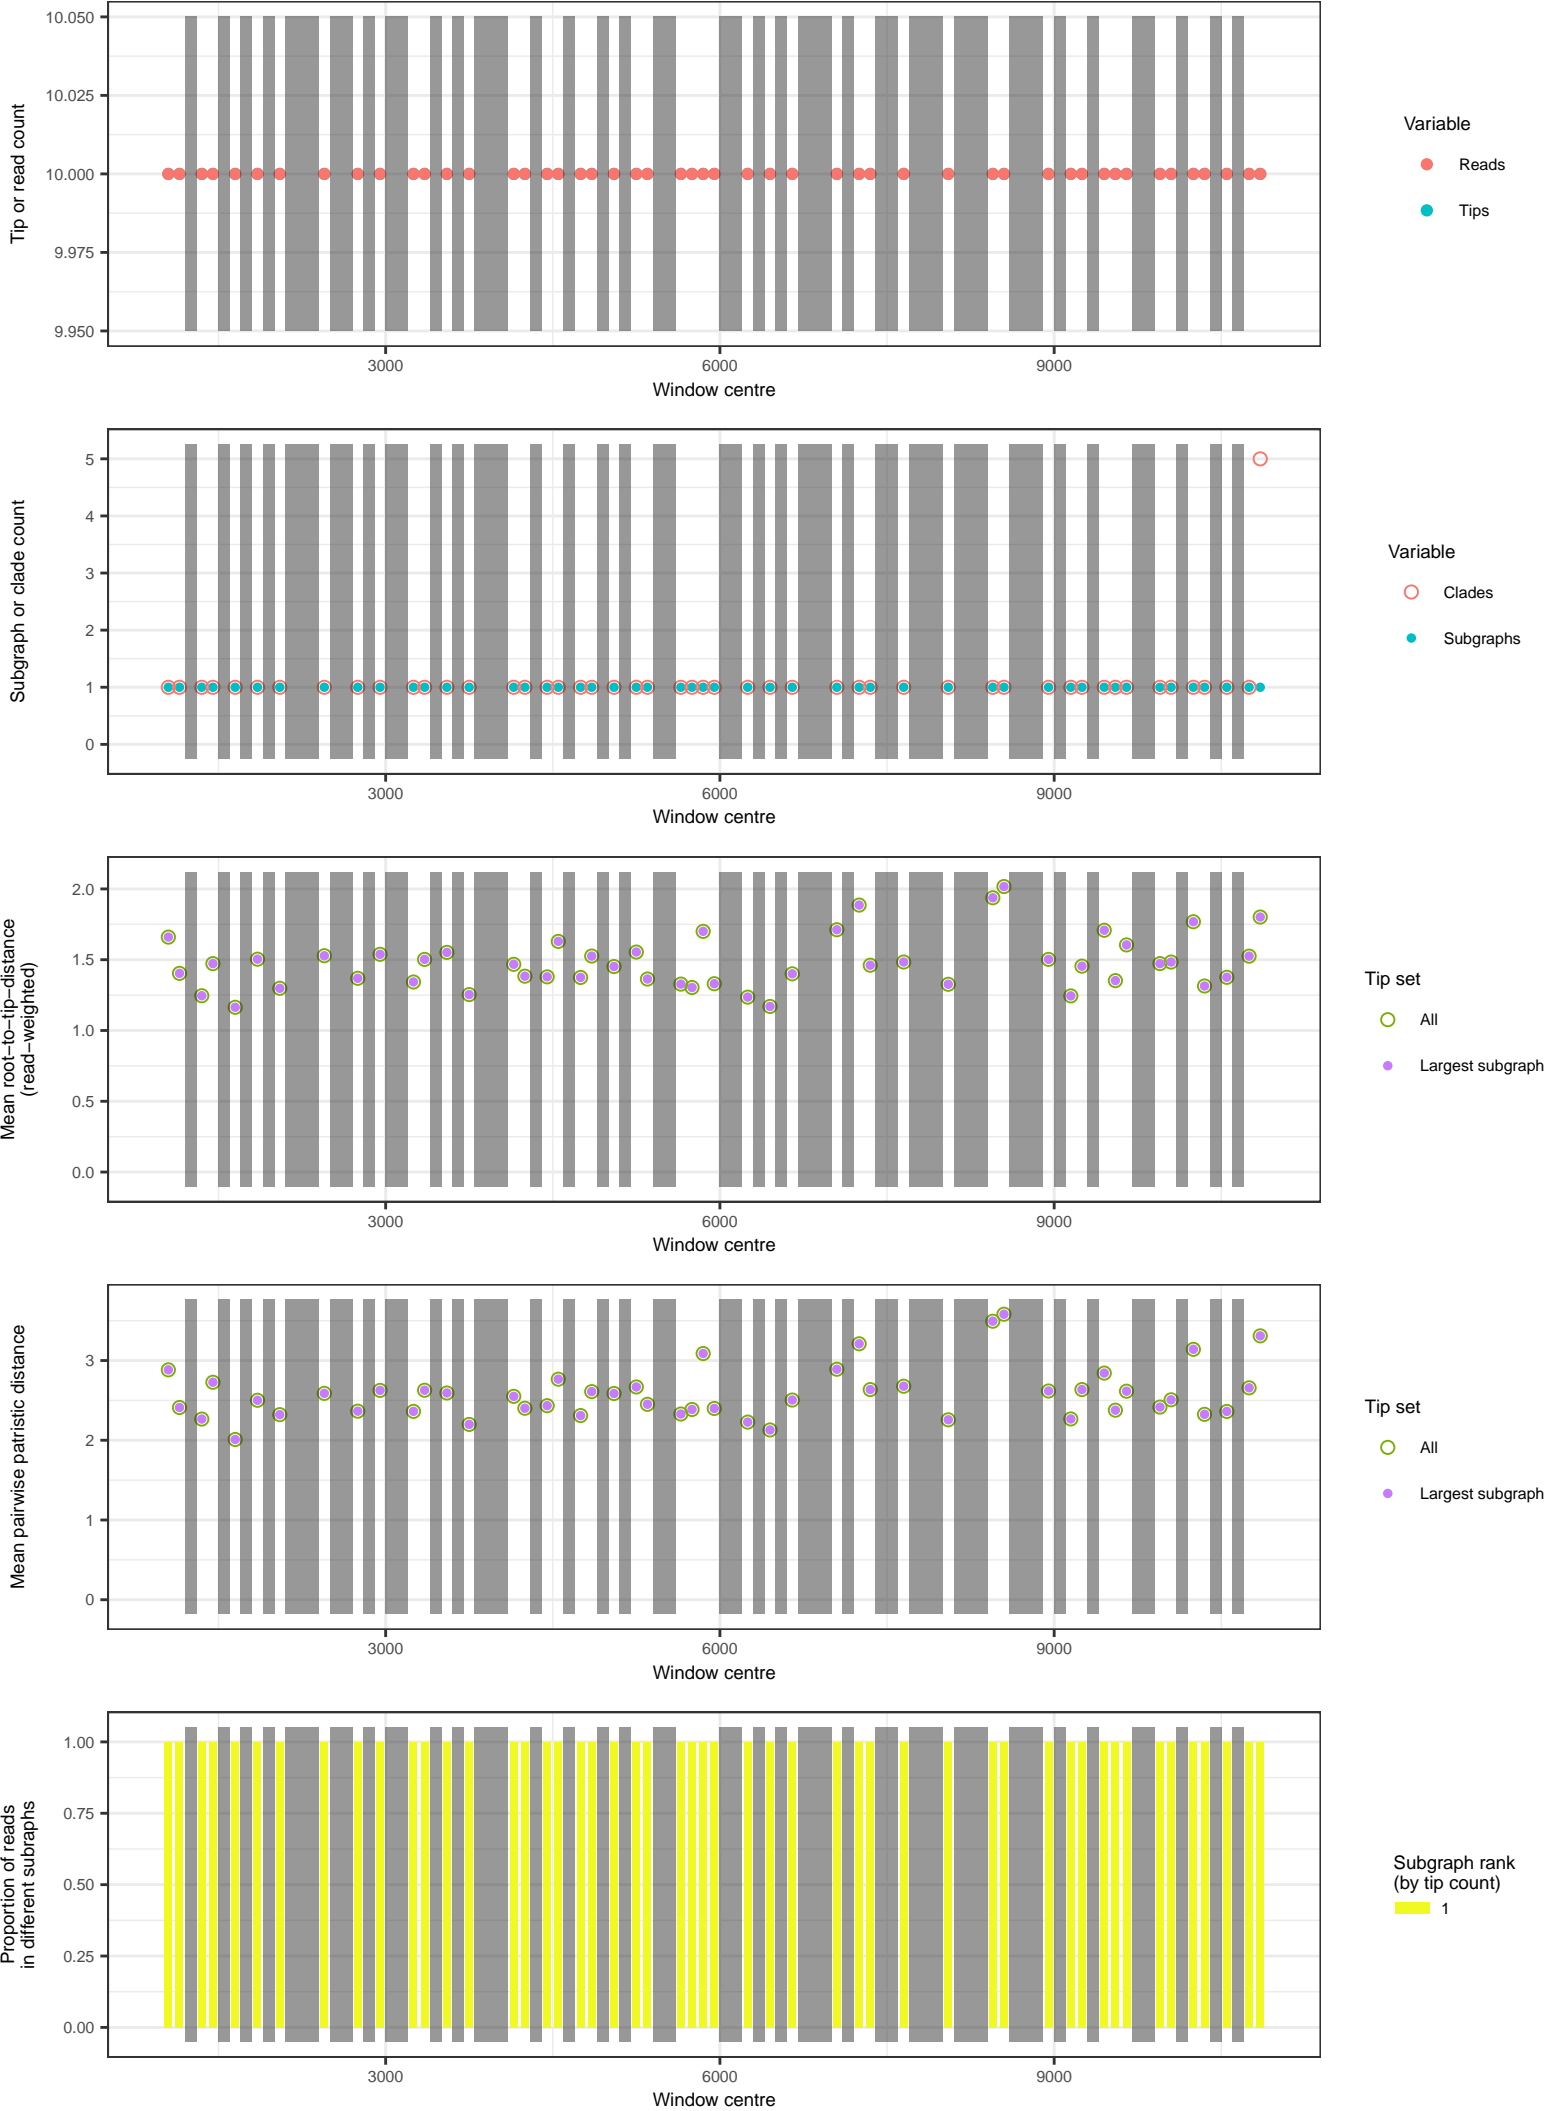 10.050
10.025
10.000
9.975
9.950
Tip or read count
3000 6000 9000
Window centre
Variable
Reads
Tips
5
4
3
2
1
0
Subgraph or clade count
3000 6000 9000
Window centre
Variable
Clades
Subgraphs
2.0
1.5
1.0
0.5
0.0
Mean root−to−tip−distance
(read−weighted)
3000 6000 9000
Window centre
Tip set
All
Largest subgraph
3
2
1
0
Mean pairwise patristic distance
3000 6000 9000
Window centre
Tip set
All
Largest subgraph
1.00
0.75
0.50
0.25
0.00
Proportion of reads
in different subraphs
3000 6000 9000
Window centre
Subgraph rank
(by tip count)
1